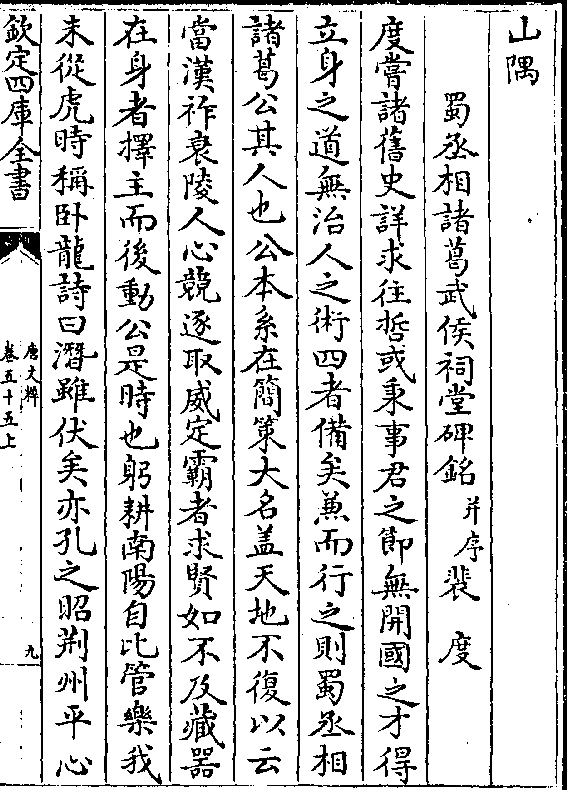 山隅
蜀丞相諸葛武侯祠堂碑銘 并序 裴度
度嘗諸舊史詳求往哲或秉事君之節無開國之才得
立身之道無治人之術四者備矣兼而行之則蜀丞相
諸葛公其人也公本系在簡策大名盖天地不復以云
當漢祚衰陵人心競逐取威定霸者求賢如不及藏器
在身者擇主而後動公是時也躬耕南陽自比管樂我
未從虎時稱卧龍詩曰潛雖伏矣亦孔之昭荆州平心
欽定四庫全書
唐文粹
卷五十五上
九